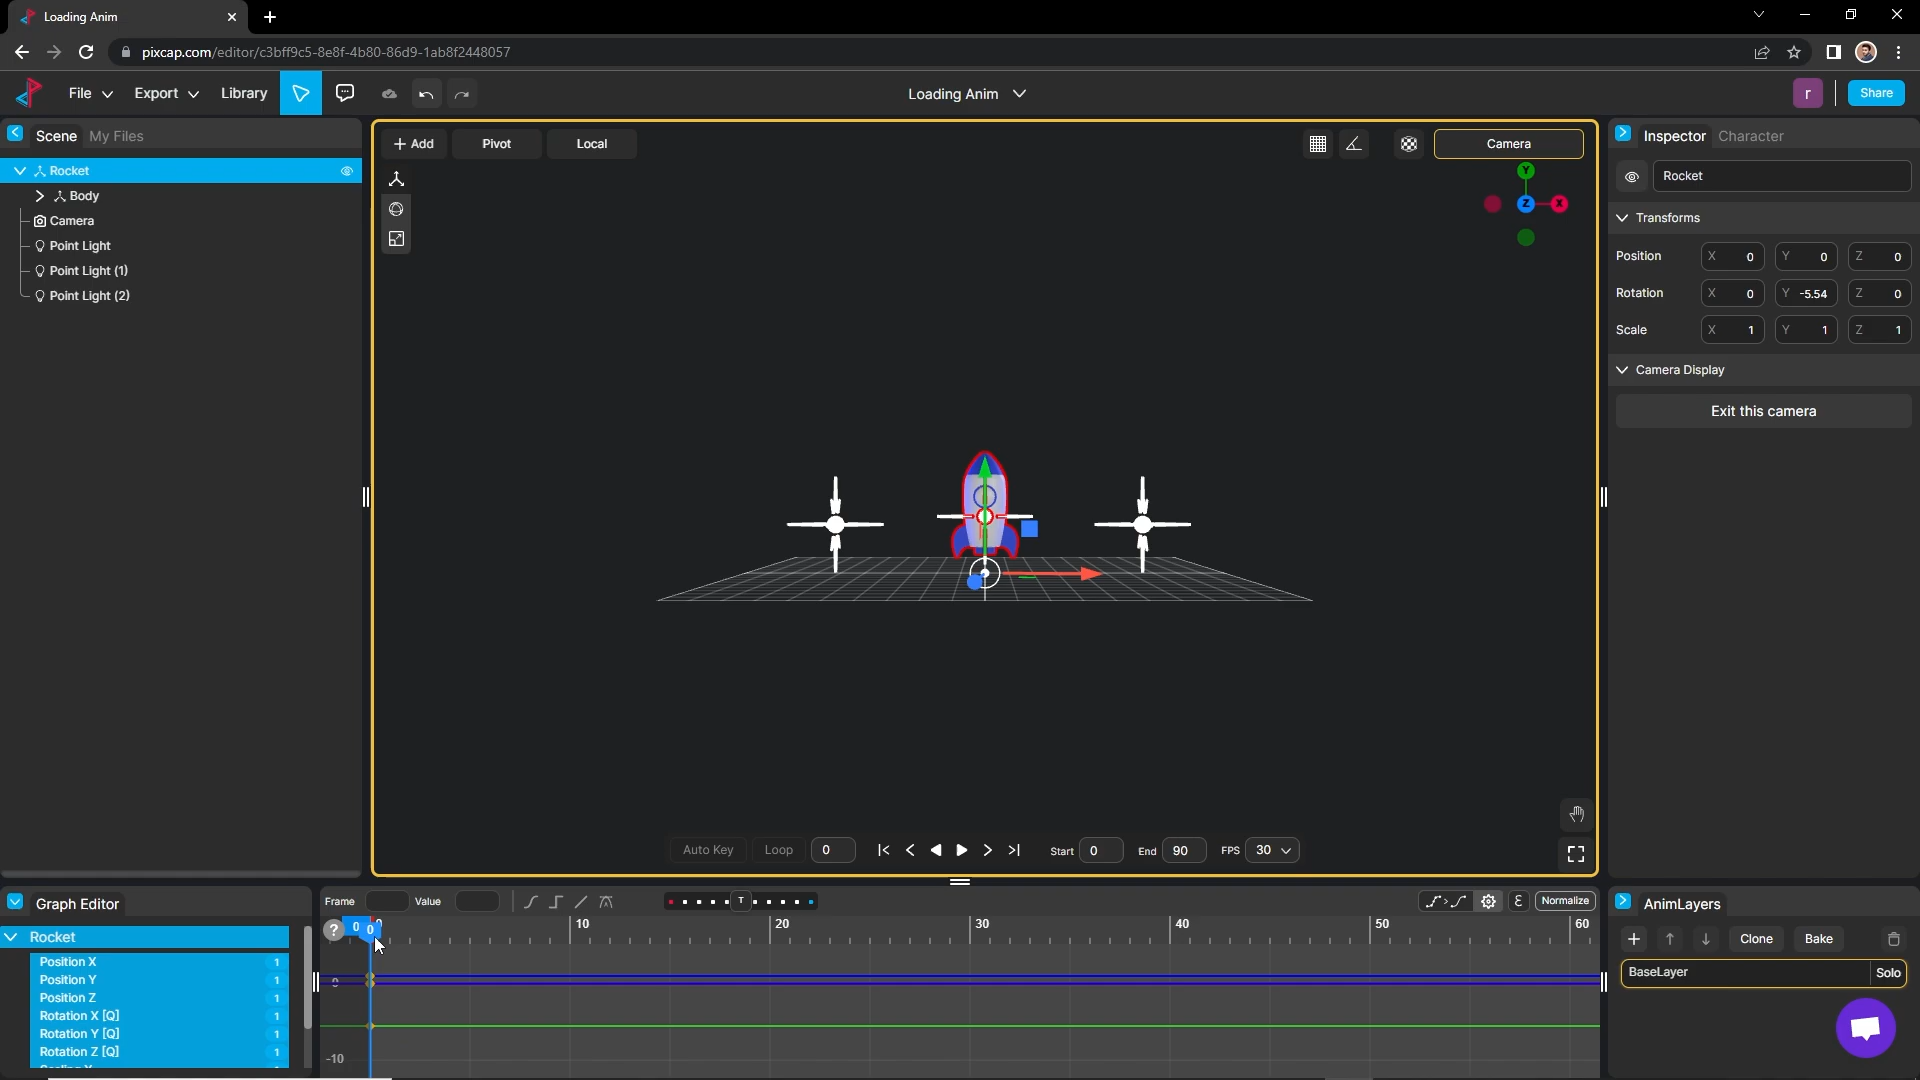 Loading Anim
pixcap.com/editor/c3bff9c5-8e8f-4b80-86d9-1ab8f2448057
File Export Library Loading Anim r Share
Scene My Files
Rocket
Body
Camera
Point Light
Point Light (1)
Point Light (2)
+ Add Pivot Local Camera
Y
Z X
Inspector Character
Rocket
Transforms
Position X 0 Y 0 Z 0
Rotation X 0 Y -5.54 Z 0
Scale X 1 Y 1 Z 1
Camera Display
Exit this camera
Auto Key Loop 0 Start 0 End 90 FPS 30
Graph Editor
Rocket
Position X 1
Position Y 1
Position Z 1
Rotation X [Q] 1
Rotation Y [Q] 1
Rotation Z [Q] 1
Frame Value T Normalize
? 0 0 10 20 30 40 50 60
0
-10
AnimLayers
+ Clone Bake
BaseLayer Solo